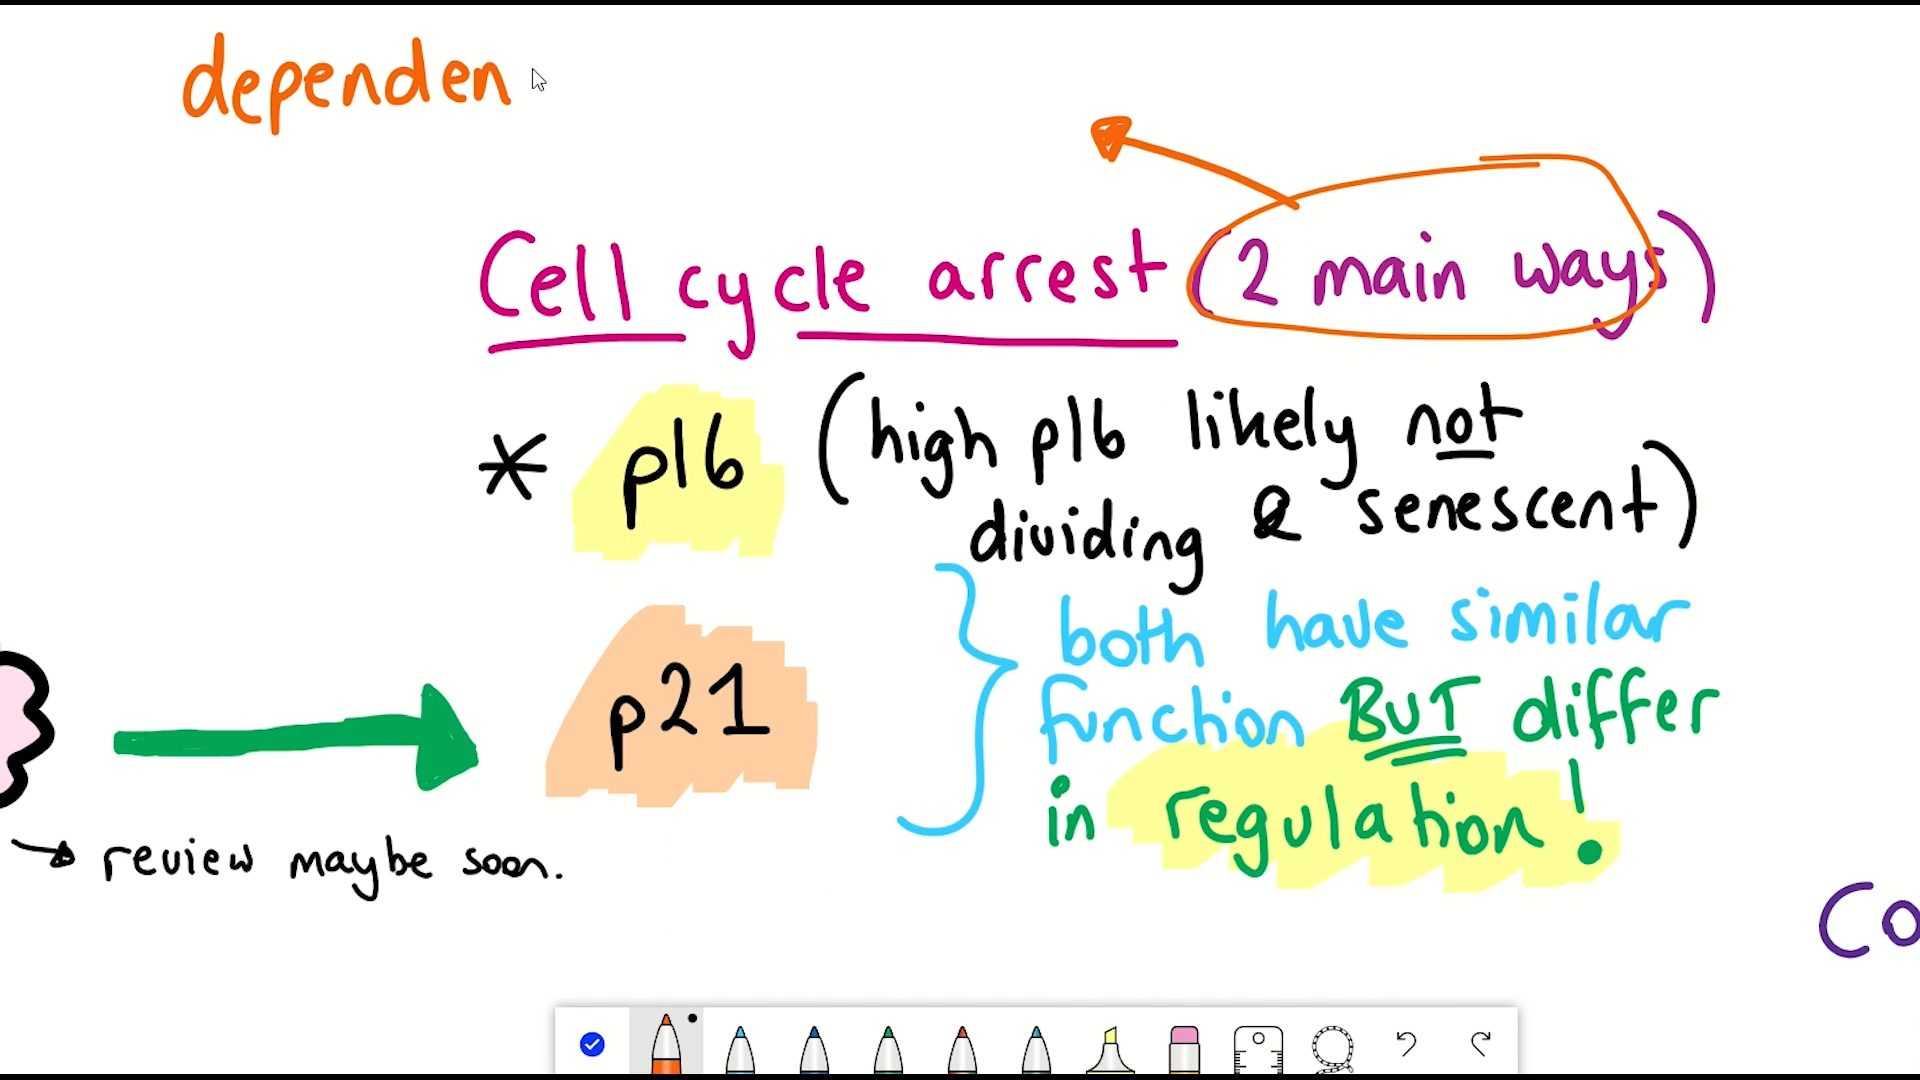 dependen
Cell cycle arrest (2 main ways)
* p16 (high p16 likely not
dividing & senescent)
both have similar
p21
function BUT differ
in regulation!
→ review maybe soon.
Co